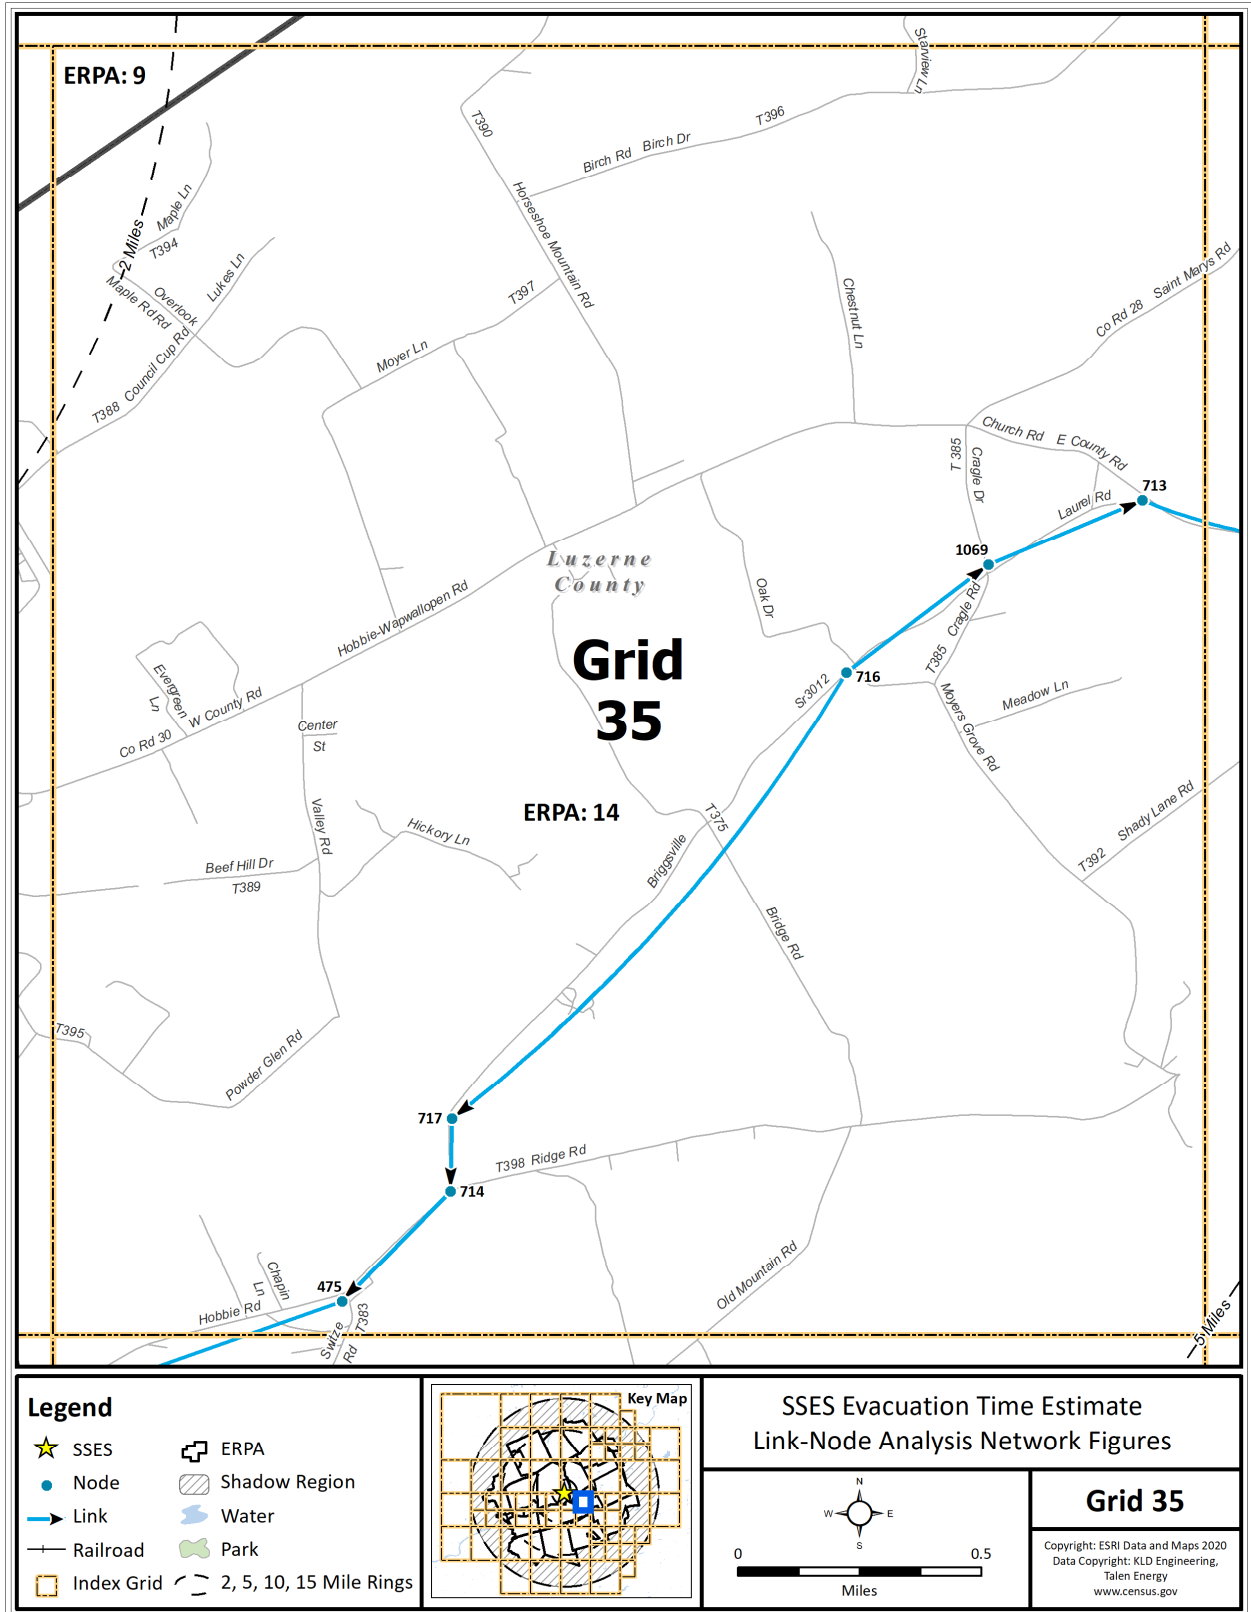 ERPA: 9
Starview Ln
T390
T396
Birch Rd
Birch Dr
Maple Ln
T394
2 Miles
Horseshoe Mountain Rd
Lukes Ln
Overlook
Maple Rd Rd
T397
Chestnut Ln
Saint Marys Rd
Co Rd 28
Moyer Ln
T388
Council Cup Rd
Church Rd
E County Rd
T 385
Cragle Dr
Laurel Rd
713
1069
Luzerne
County
Hobbie-Wapwallopen Rd
Oak Dr
Cragle Rd
T385
Grid
35
716
Sr3012
Evergreen
Ln
W County Rd
Co Rd 30
Center
St
Moyers Grove Rd
Meadow Ln
Valley Rd
ERPA: 14
T375
Hickory Ln
Briggsville
Shady Lane Rd
T392
Beef Hill Dr
T389
Bridge Rd
T395
Powder Glen Rd
717
T398
Ridge Rd
714
Chapin
Ln
475
Hobbie Rd
T383
Switze
Rd
Old Mountain Rd
5 Miles
Legend
SSES
Node
Link
Railroad
Index Grid
ERPA
Shadow Region
Water
Park
2, 5, 10, 15 Mile Rings
Key Map
SSES Evacuation Time Estimate
Link-Node Analysis Network Figures
N
W
E
S
0
0.5
Miles
Grid 35
Copyright: ESRI Data and Maps 2020
Data Copyright: KLD Engineering,
Talen Energy
www.census.gov